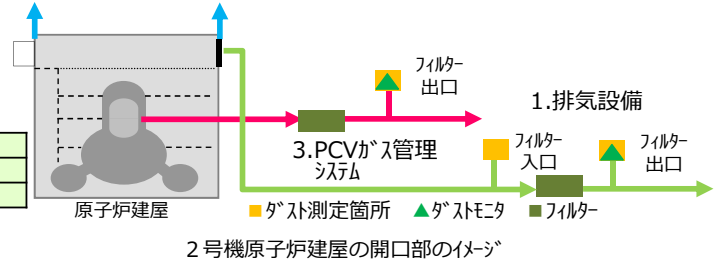 フィルター
出口
1.排気設備
3.PCVガス管理
システム
フィルター
入口
フィルター
出口
原子炉建屋
■ダスト測定箇所 ▲ダストモニタ ■フィルター
2号機原子炉建屋の開口部のイメージ